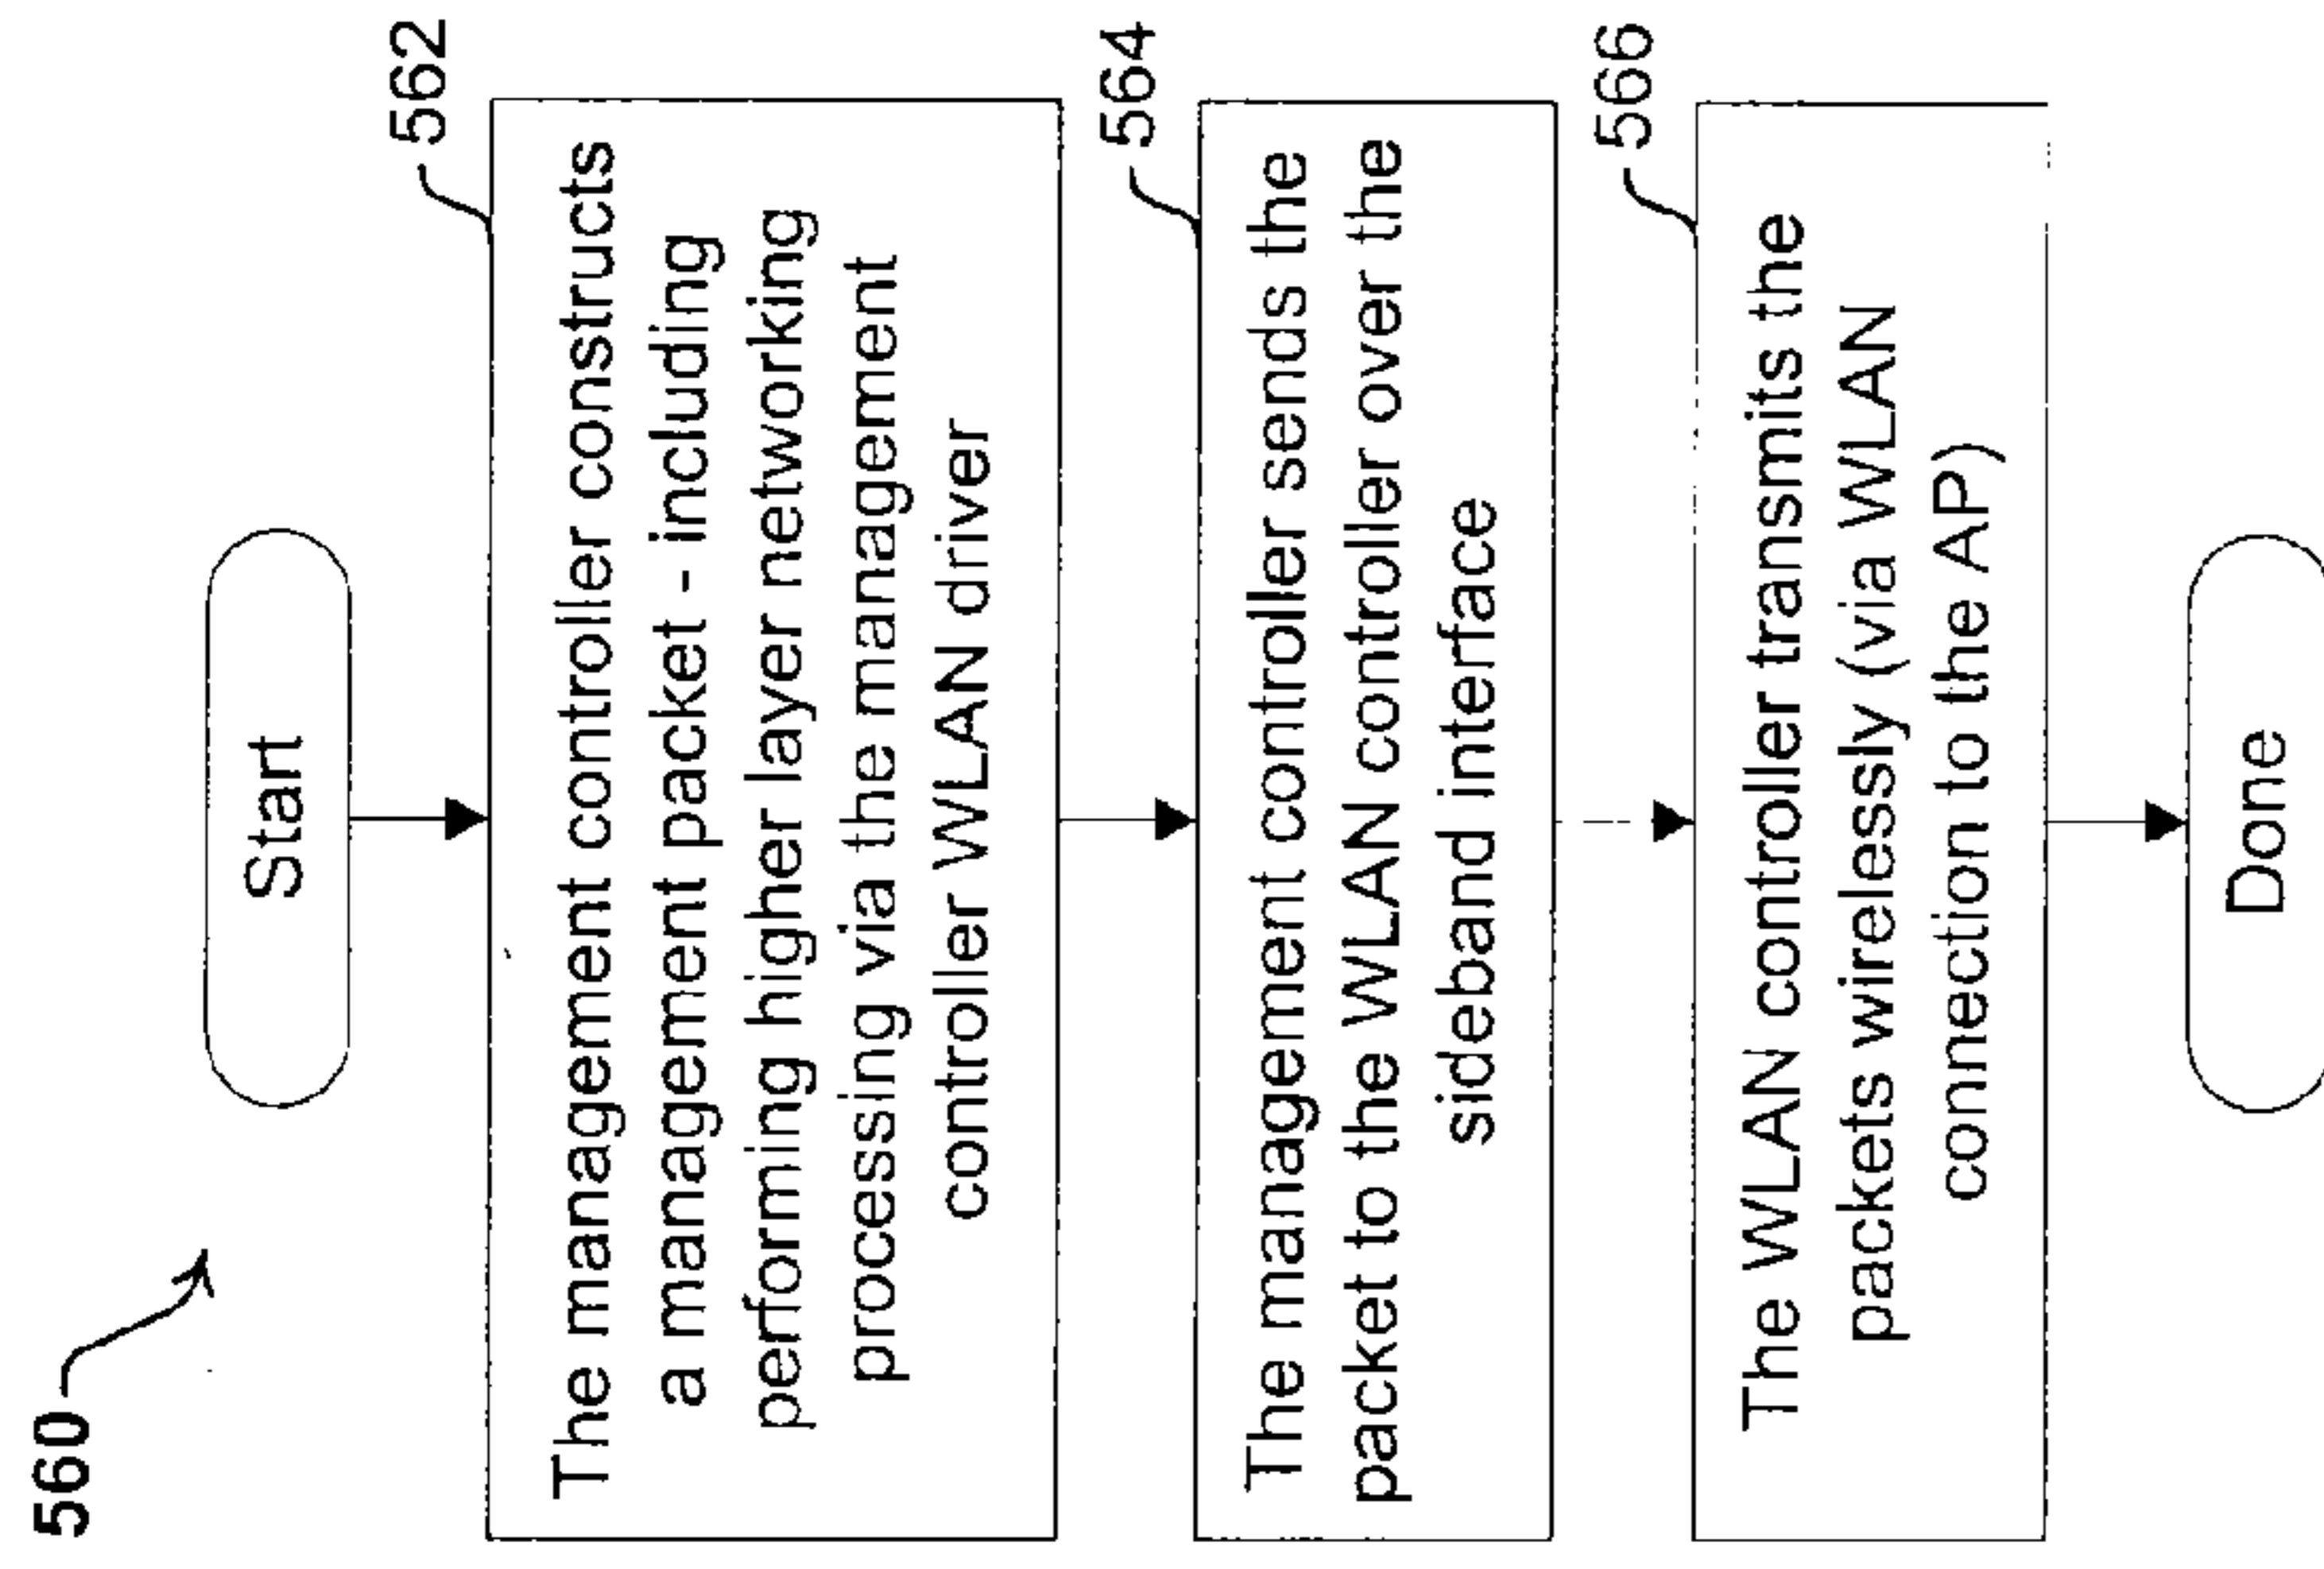 560
Start
562
The management controller constructs
a management packet - including
performing higher layer networking
processing via the management
controller WLAN driver
564
The management controller sends the
packet to the WLAN controller over the
sideband interface
566
The WLAN controller transmits the
packets wirelessly (via WLAN
connection to the AP)
Done